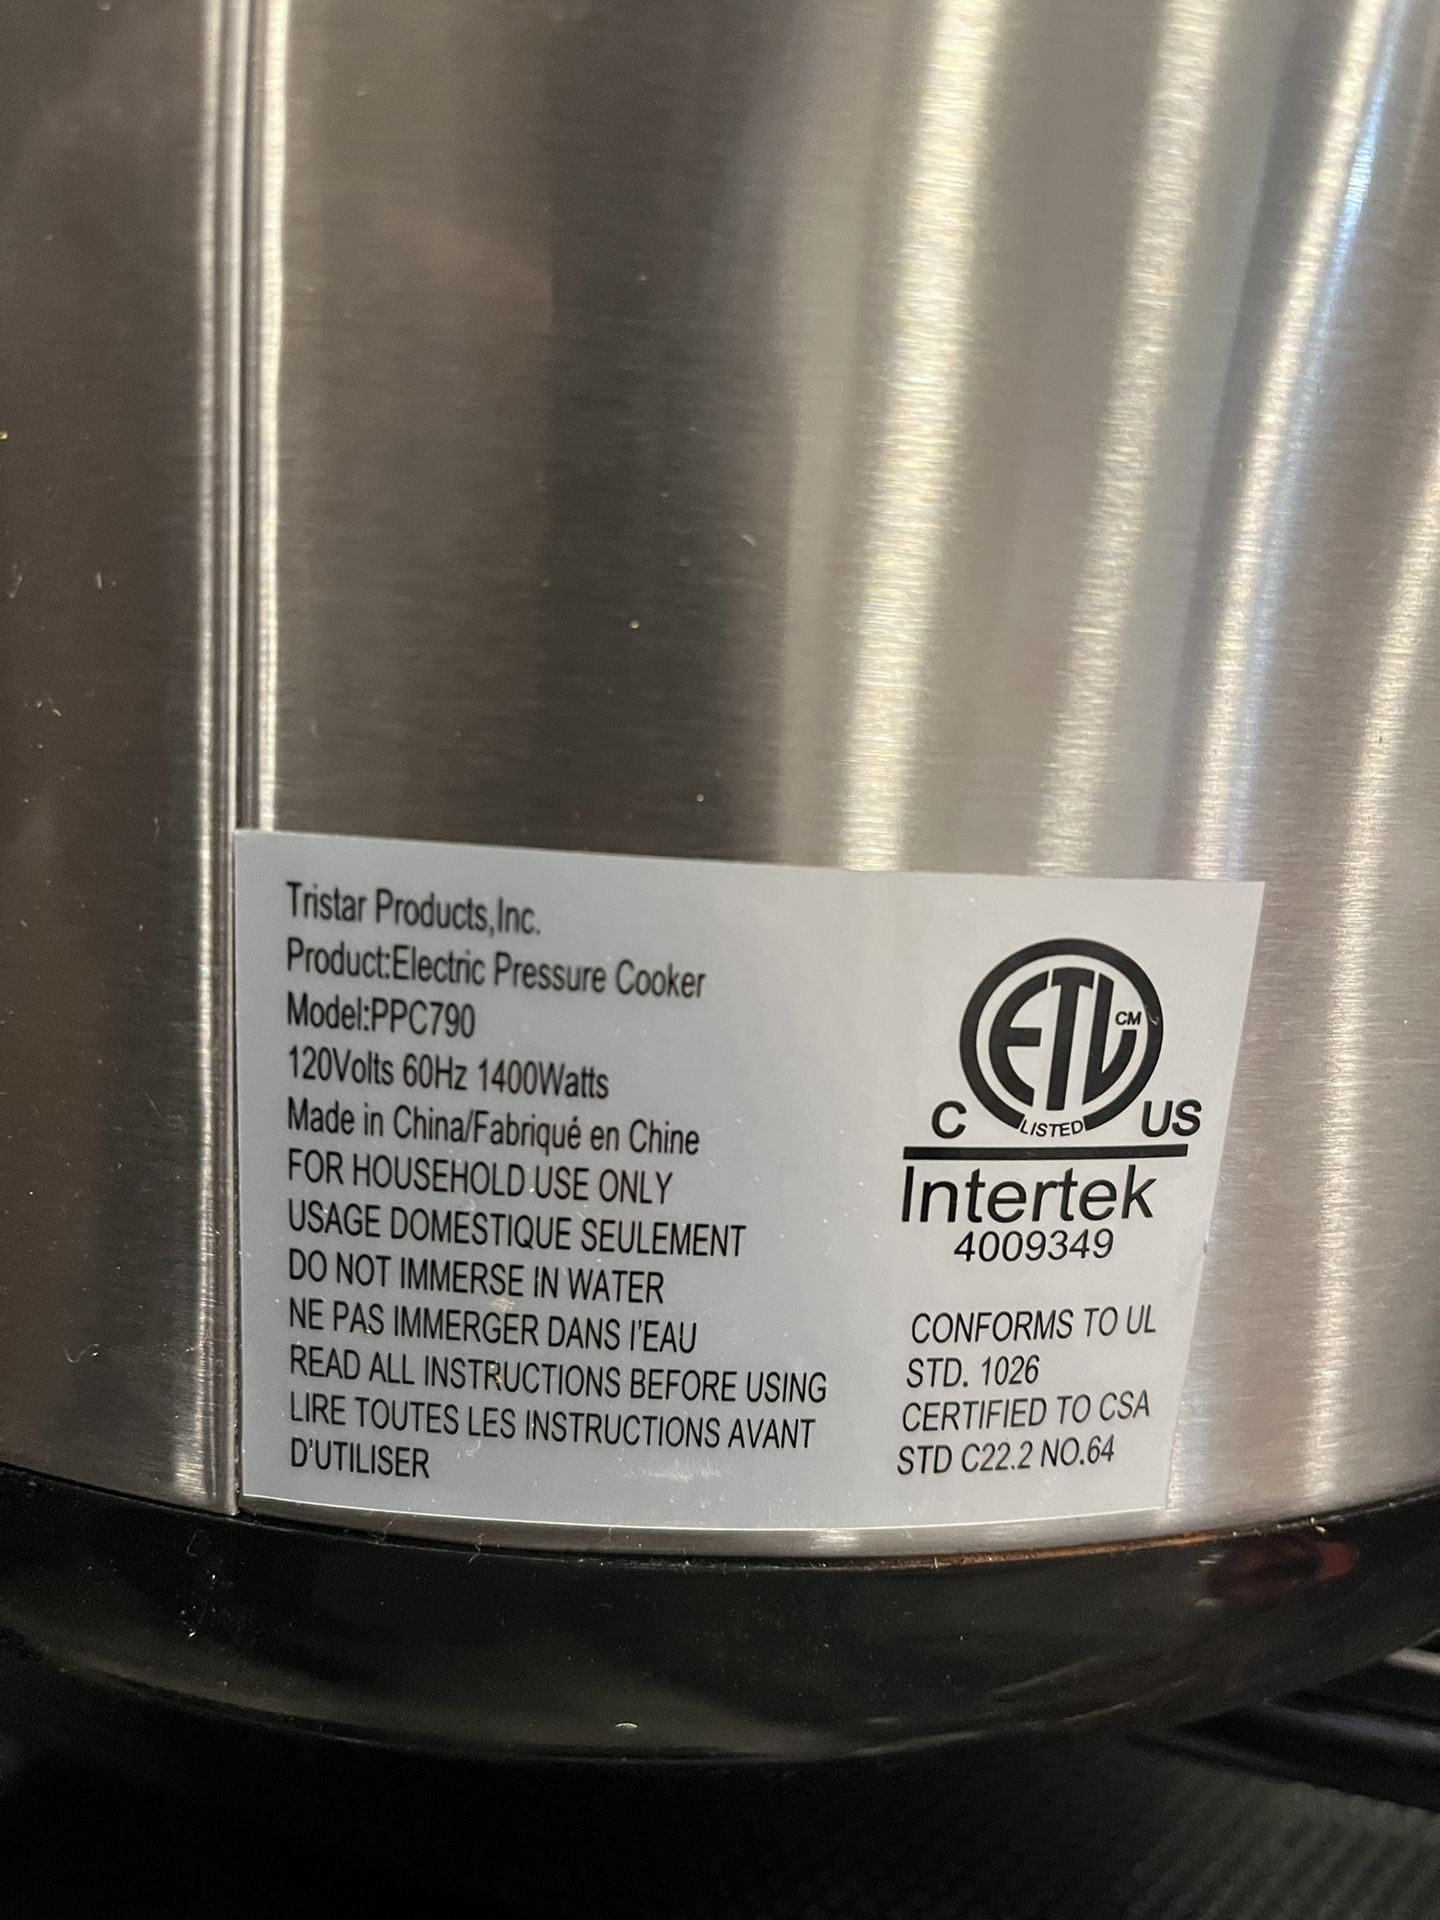 Tristar Products,Inc.
Product:Electric Pressure Cooker
Model:PPC790
120Volts 60Hz 1400Watts
Made in China/Fabriqué en Chine
FOR HOUSEHOLD USE ONLY
USAGE DOMESTIQUE SEULEMENT
DO NOT IMMERSE IN WATER
NE PAS IMMERGER DANS l'EAU
READ ALL INSTRUCTIONS BEFORE USING
LIRE TOUTES LES INSTRUCTIONS AVANT
D'UTILISER
ETL CM
C LISTED US
Intertek
4009349
CONFORMS TO UL
STD. 1026
CERTIFIED TO CSA
STD C22.2 NO.64